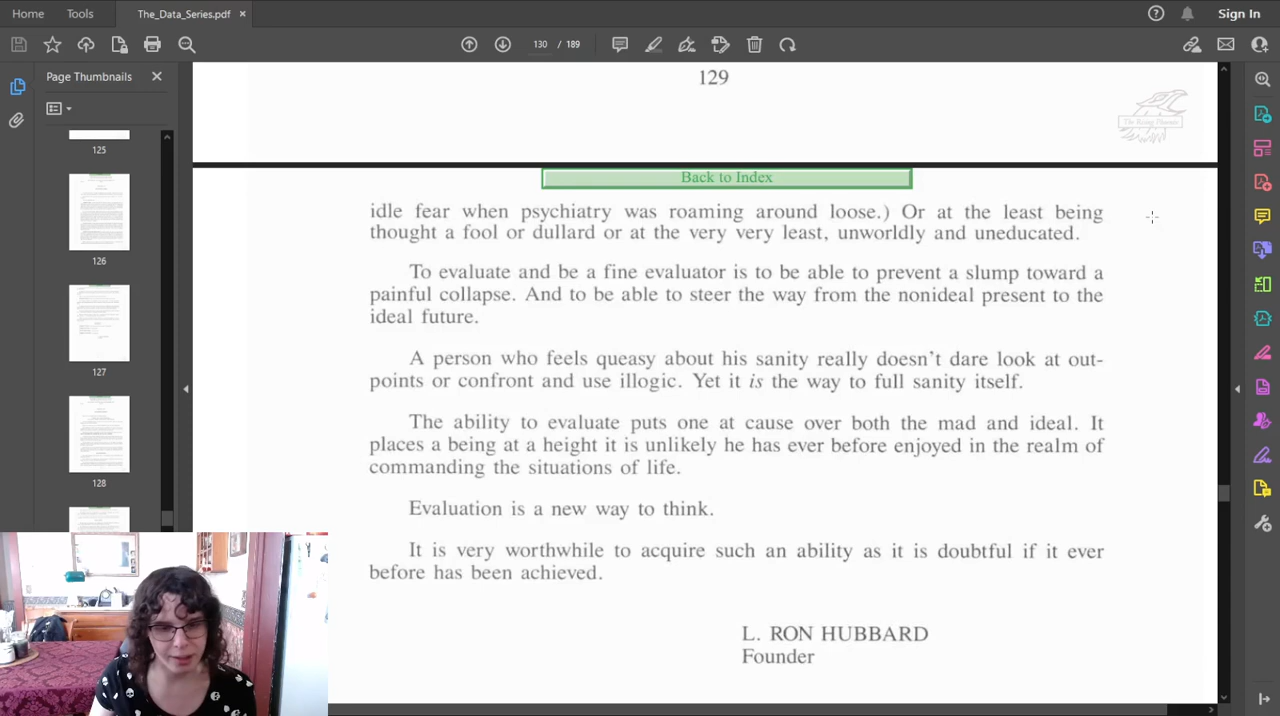 Home
Tools
The_Data_Series.pdf
Sign In
130 / 189
Page Thumbnails
125
126
127
128
129
The Rising Phoenix
Back to Index
idle fear when psychiatry was roaming around loose.) Or at the least being
thought a fool or dullard or at the very very least, unworldly and uneducated.
To evaluate and be a fine evaluator is to be able to prevent a slump toward a
painful collapse. And to be able to steer the way from the nonideal present to the
ideal future.
A person who feels queasy about his sanity really doesn't dare look at out-
points or confront and use illogic. Yet it is the way to full sanity itself.
The ability to evaluate puts one at cause over both the mad and ideal. It
places a being at a height it is unlikely he has ever before enjoyed in the realm of
commanding the situations of life.
Evaluation is a new way to think.
It is very worthwhile to acquire such an ability as it is doubtful if it ever
before has been achieved.
L. RON HUBBARD
Founder